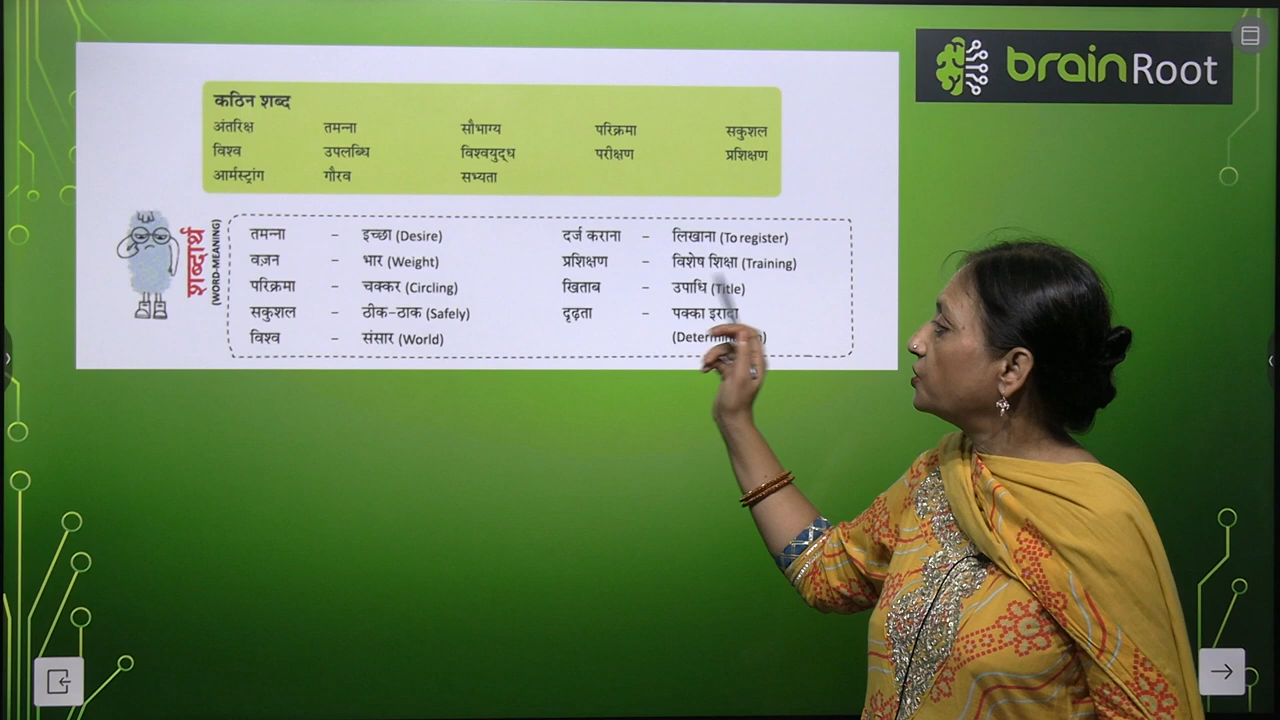 brainRoot
कठिन शब्द
अंतरिक्ष तमन्ना सौभाग्य परिक्रमा सकुशल
विश्व उपलब्धि विश्वयुद्ध परीक्षण प्रशिक्षण
आर्मस्ट्रांग गौरव सभ्यता
शब्दार्थ
(WORD-MEANING)
तमन्ना – इच्छा (Desire) दर्ज कराना – लिखाना (To register)
वज़न – भार (Weight) प्रशिक्षण – विशेष शिक्षा (Training)
परिक्रमा – चक्कर (Circling) खिताब – उपाधि (Title)
सकुशल – ठीक-ठाक (Safely) दृढ़ता – पक्का इरादा
विश्व – संसार (World)